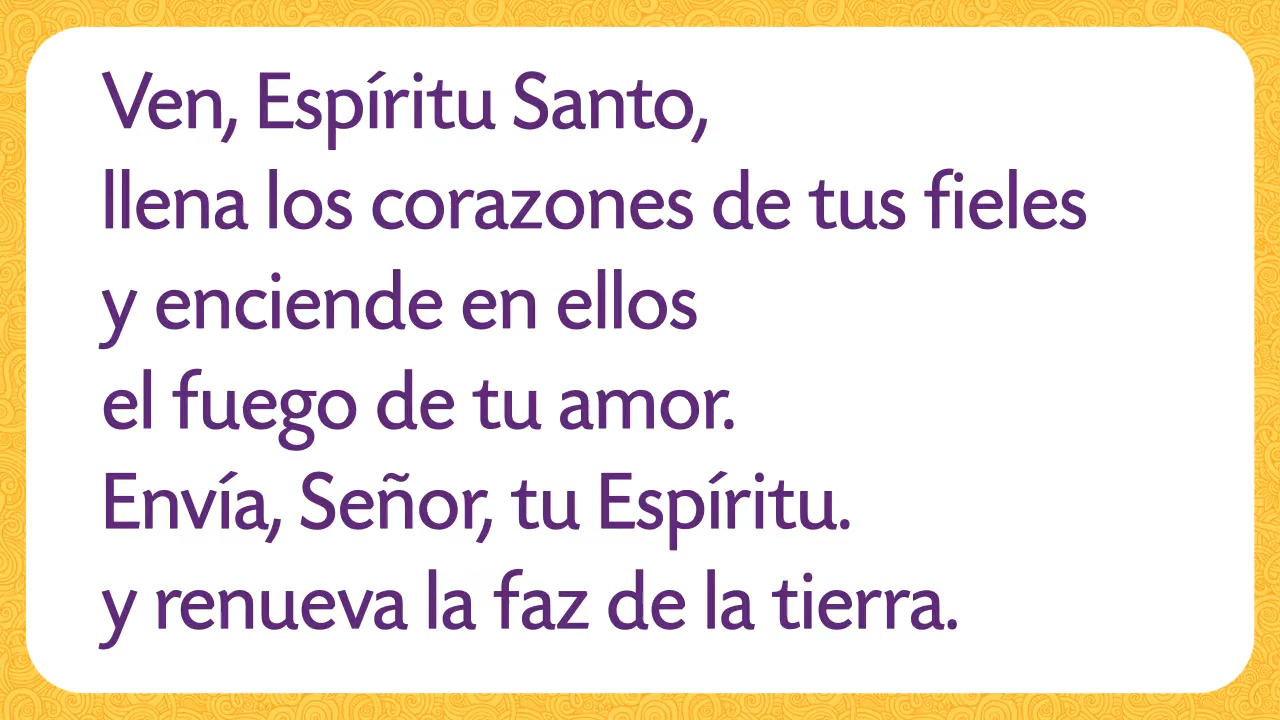 Ven, Espíritu Santo,
llena los corazones de tus fieles
y enciende en ellos
el fuego de tu amor.
Envía, Señor, tu Espíritu.
y renueva la faz de la tierra.